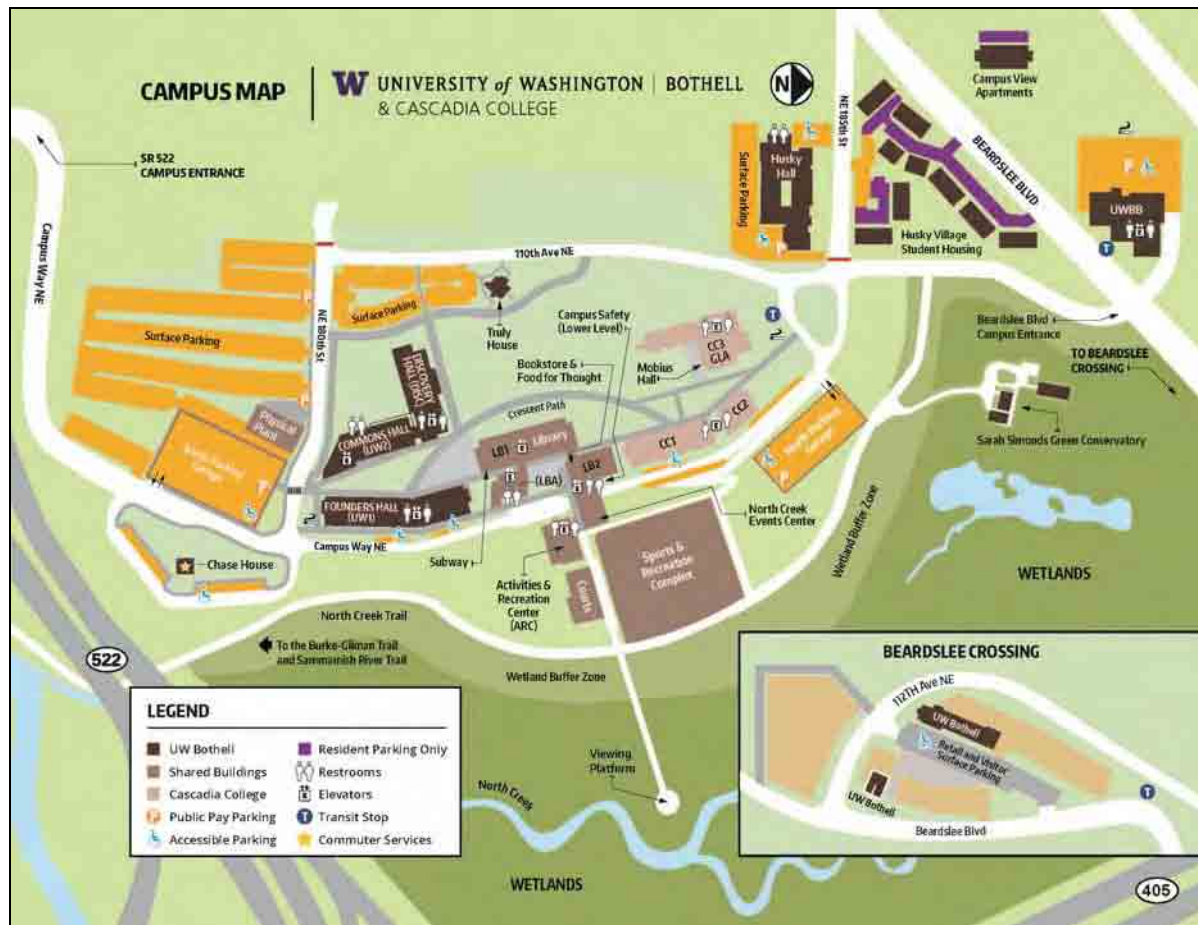 CAMPUS MAP
W UNIVERSITY of WASHINGTON | BOTHELL
& CASCADIA COLLEGE
N
SR 522
CAMPUS ENTRANCE
Campus Way NE
NE 180th St
Surface Parking
Surface Parking
110th Ave NE
Truly
House
Surface Parking
Husky
Hall
NE 185th St
Campus View
Apartments
BEARDSLEE BLVD
UWBB
T
Husky Village
Student Housing
Beardslee Blvd
Campus Entrance
TO BEARDSLEE
CROSSING
Sarah Simonds Green Conservatory
Campus Safety
(Lower Level)
Bookstore &
Food for Thought
Mobius
Hall
CC3
GLA
T
CC2
CC1
Crescent Path
DISCOVERY
HALL (DISC)
COMMONS HALL
(UW2)
FOUNDERS HALL
(UW1)
Physical
Plant
Parking
Garage
Parking
Garage
LB1
Library
LB2
(LBA)
North Creek
Events Center
Campus Way NE
Subway
Activities &
Recreation
Center
(ARC)
Courts
Sports &
Recreation
Complex
Chase House
North Creek Trail
To the Burke-Gilman Trail
and Sammamish River Trail
522
Wetland Buffer Zone
Wetland Buffer Zone
WETLANDS
Viewing
Platform
North Creek
WETLANDS
LEGEND
UW Bothell
Shared Buildings
Cascadia College
P Public Pay Parking
Accessible Parking
Resident Parking Only
Restrooms
Elevators
T Transit Stop
Commuter Services
BEARDSLEE CROSSING
112TH Ave NE
UW Bothell
Retail and Visitor
Surface Parking
UW Bothell
T
Beardslee Blvd
405